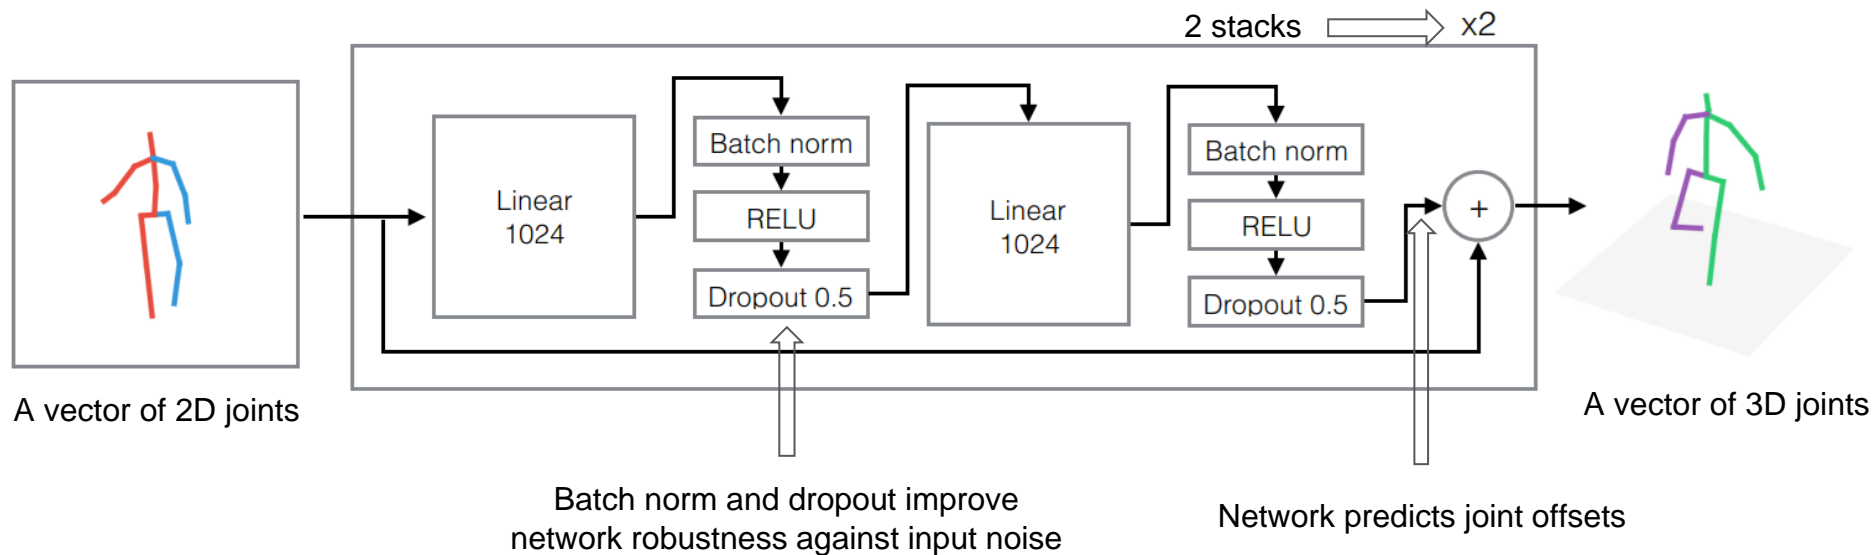 2 stacks
x2
Linear
1024
Batch norm
RELU
Dropout 0.5
Linear
1024
Batch norm
RELU
Dropout 0.5
+
A vector of 2D joints
A vector of 3D joints
Batch norm and dropout improve
network robustness against input noise
Network predicts joint offsets